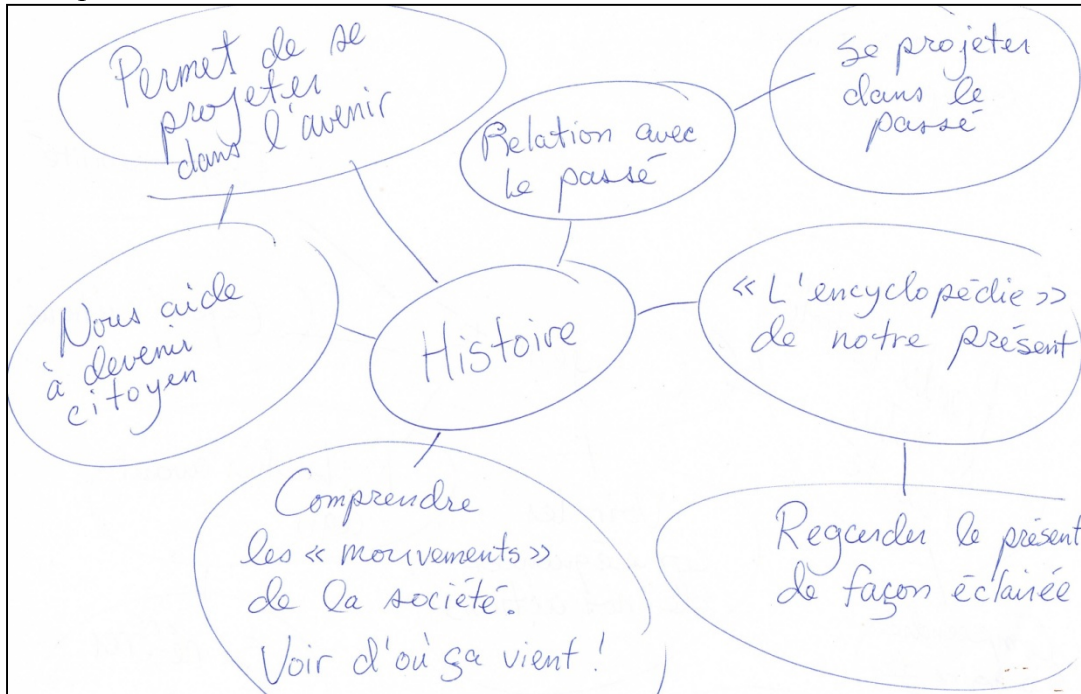 Permet de se
projeter
dans l'avenir
Relation avec
le passé
se projeter
dans le
passé
Nous aide
à devenir
citoyen
Histoire
« L'encyclopédie »
de notre présent
Comprendre
les « mouvements »
de la société.
Voir d'où ça vient !
Regarder le présent
de façon éclairée